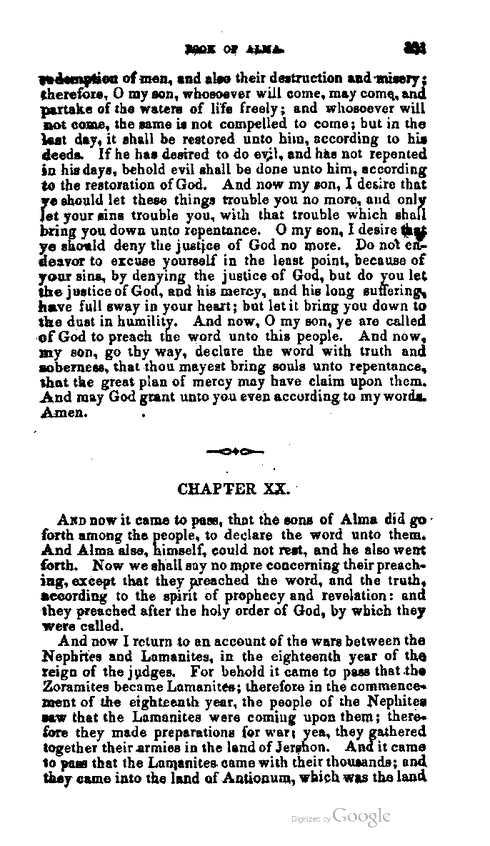 BOOK OF ALMA.
redemption of men, and also their destruction and misery;
therefore, O my son, whosoever will come, may come, and
partake of the waters of life freely; and whosoever will
not come, the same is not compelled to come; but in the
last day, it shall be restored unto him, according to his
deeds. If he has desired to do evil, and has not repented
in his days, behold evil shall be done unto him, according
to the restoration of God. And now my son, I desire that
ye should let these things trouble you no more, and only
let your sins trouble you, with that trouble which shall
bring you down unto repentance. O my son, I desire that
ye should deny the justice of God no more. Do not en-
deavor to excuse yourself in the least point, because of
your sins, by denying the justice of God, but do you let
the justice of God, and his mercy, and his long suffering,
have full sway in your heart; but let it bring you down to
the dust in humility. And now, O my son, ye are called
of God to preach the word unto this people. And now,
my son, go thy way, declare the word with truth and
soberness, that thou mayest bring souls unto repentance,
that the great plan of mercy may have claim upon them.
And may God grant unto you even according to my words.
Amen.
CHAPTER XX.
AND now it came to pass, that the sons of Alma did go
forth among the people, to declare the word unto them.
And Alma also, himself, could not rest, and he also went
forth. Now we shall say no more concerning their preach-
ing, except that they preached the word, and the truth,
according to the spirit of prophecy and revelation: and
they preached after the holy order of God, by which they
were called.
And now I return to an account of the wars between the
Nephites and Lamanites, in the eighteenth year of the
reign of the judges. For behold it came to pass that the
Zoramites became Lamanites; therefore in the commence-
ment of the eighteenth year, the people of the Nephites
saw that the Lamanites were coming upon them; there-
fore they made preparations for war; yea, they gathered
together their armies in the land of Jershon. And it came
to pass that the Lamanites came with their thousands; and
they came into the land of Antionum, which was the land
Digitized by Google